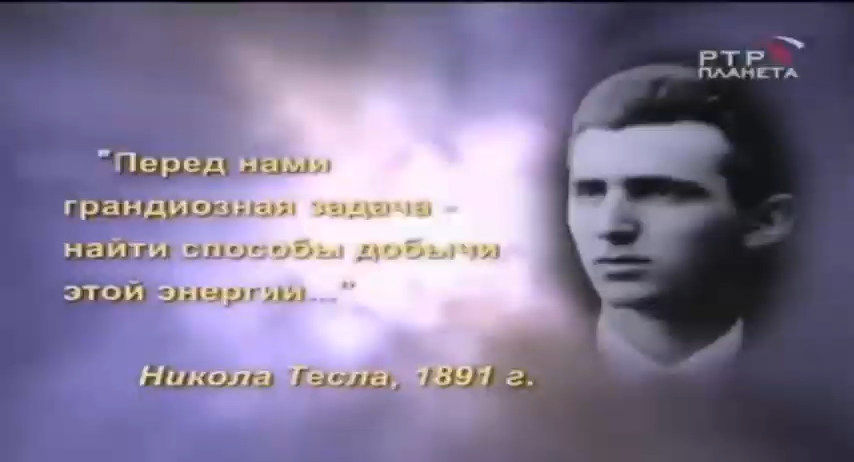 РТР
ПЛАНЕТА
"Перед нами
грандиозная задача -
найти способы добычи
этой энергии..."
Никола Тесла, 1891 г.